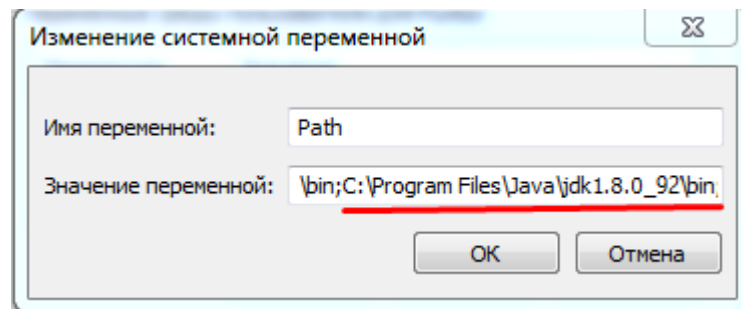 Изменение системной переменной
Имя переменной: Path
Значение переменной: \bin;C:\Program Files\Java\jdk1.8.0_92\bin;
OK Отмена